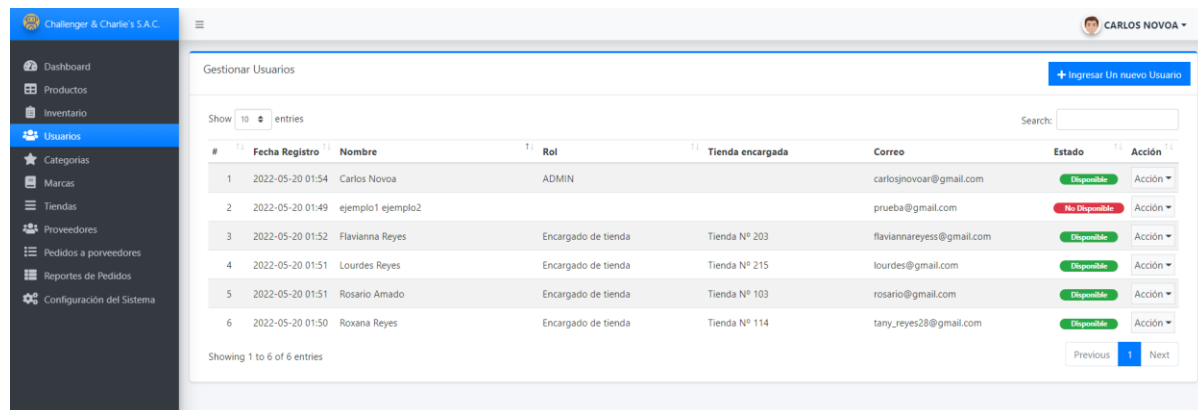 Challenger & Charlie's S.A.C.
CARLOS NOVOA
Dashboard
Productos
Inventario
Usuarios
Categorias
Marcas
Tiendas
Proveedores
Pedidos a porveedores
Reportes de Pedidos
Configuración del Sistema
Gestionar Usuarios
+ Ingresar Un nuevo Usuario
Show 10 entries
Search:
# Fecha Registro Nombre Rol Tienda encargada Correo Estado Acción
1 2022-05-20 01:54 Carlos Novoa ADMIN carlosjnovoar@gmail.com Disponible Acción
2 2022-05-20 01:49 ejemplo1 ejemplo2 prueba@gmail.com No Disponible Acción
3 2022-05-20 01:52 Flavianna Reyes Encargado de tienda Tienda Nº 203 flaviannareyess@gmail.com Disponible Acción
4 2022-05-20 01:51 Lourdes Reyes Encargado de tienda Tienda Nº 215 lourdes@gmail.com Disponible Acción
5 2022-05-20 01:51 Rosario Amado Encargado de tienda Tienda Nº 103 rosario@gmail.com Disponible Acción
6 2022-05-20 01:50 Roxana Reyes Encargado de tienda Tienda Nº 114 tany_reyes28@gmail.com Disponible Acción
Showing 1 to 6 of 6 entries
Previous 1 Next